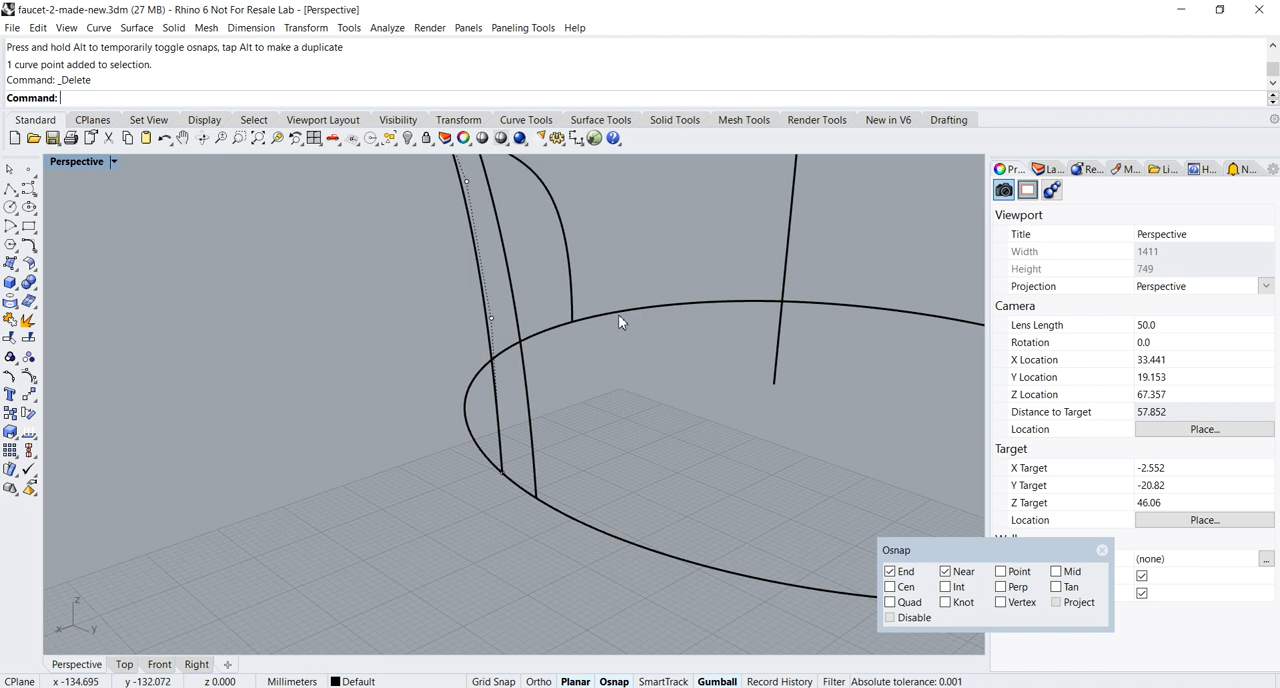 faucet-2-made-new.3dm (27 MB) - Rhino 6 Not For Resale Lab - [Perspective]
File Edit View Curve Surface Solid Mesh Dimension Transform Tools Analyze Render Panels Paneling Tools Help
Press and hold Alt to temporarily toggle osnaps, tap Alt to make a duplicate
1 curve point added to selection.
Command: _Delete
Command:
Standard CPlanes Set View Display Select Viewport Layout Visibility Transform Curve Tools Surface Tools Solid Tools Mesh Tools Render Tools New in V6 Drafting
Perspective
Pr... La... Re... M... Li... H... N...
Viewport
Title Perspective
Width 1411
Height 749
Projection Perspective
Camera
Lens Length 50.0
Rotation 0.0
X Location 33.441
Y Location 19.153
Z Location 67.357
Distance to Target 57.852
Location Place...
Target
X Target -2.552
Y Target -20.82
Z Target 46.06
Location Place...
(none) ...
Osnap
End Near Point Mid
Cen Int Perp Tan
Quad Knot Vertex Project
Disable
z
x y
Perspective Top Front Right
CPlane x -134.695 y -132.072 z 0.000 Millimeters Default Grid Snap Ortho Planar Osnap SmartTrack Gumball Record History Filter Absolute tolerance: 0.001